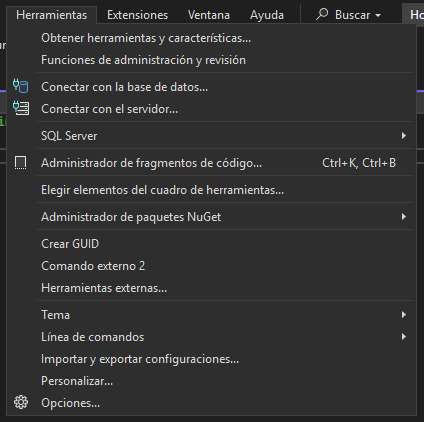 Herramientas Extensiones Ventana Ayuda Buscar Ho
Obtener herramientas y características...
Funciones de administración y revisión
Conectar con la base de datos...
Conectar con el servidor...
SQL Server
Administrador de fragmentos de código... Ctrl+K, Ctrl+B
Elegir elementos del cuadro de herramientas...
Administrador de paquetes NuGet
Crear GUID
Comando externo 2
Herramientas externas...
Tema
Línea de comandos
Importar y exportar configuraciones...
Personalizar...
Opciones...